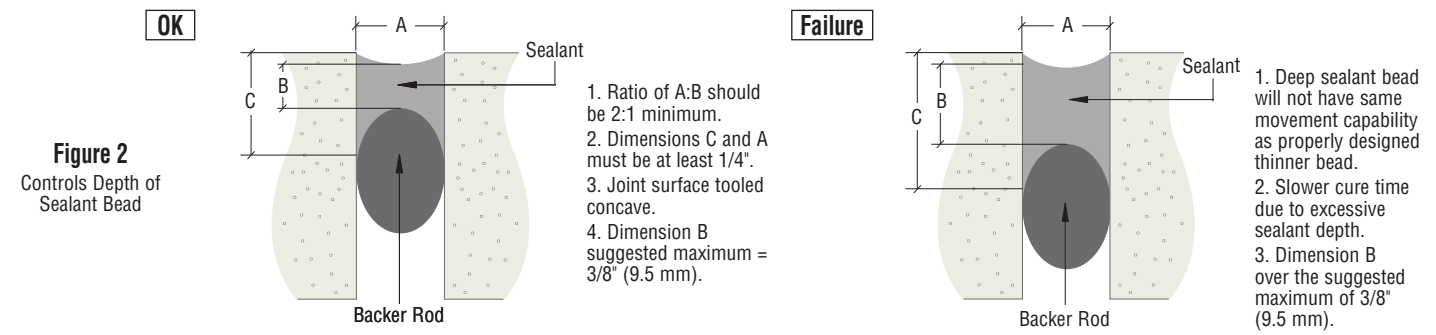 Figure 2
Controls Depth of
Sealant Bead
OK
A
B
C
Sealant
Backer Rod
1. Ratio of A:B should
be 2:1 minimum.
2. Dimensions C and A
must be at least 1/4".
3. Joint surface tooled
concave.
4. Dimension B
suggested maximum =
3/8" (9.5 mm).
Failure
A
B
C
Sealant
Backer Rod
1. Deep sealant bead
will not have same
movement capability
as properly designed
thinner bead.
2. Slower cure time
due to excessive
sealant depth.
3. Dimension B
over the suggested
maximum of 3/8"
(9.5 mm).